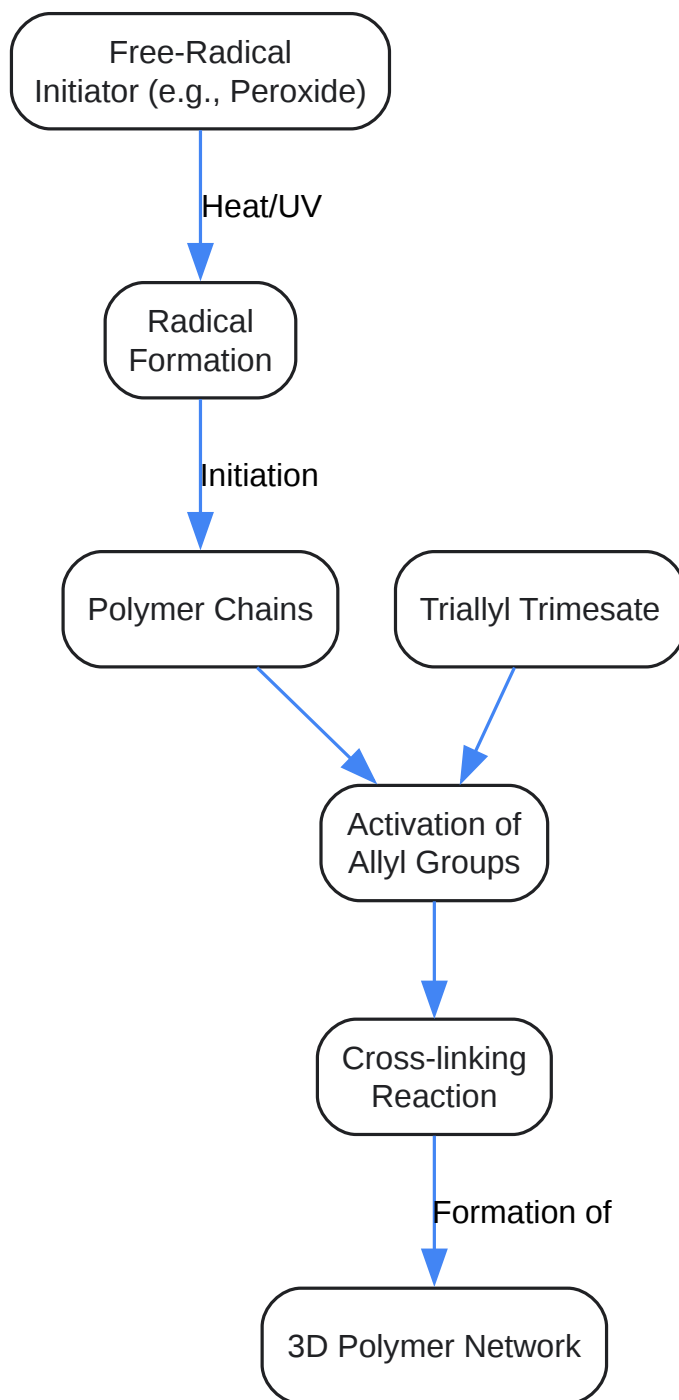 Free-Radical
Initiator (e.g., Peroxide)
Heat/UV
Radical
Formation
Initiation
Polymer Chains
Triallyl Trimesate
Activation of
Allyl Groups
Cross-linking
Reaction
Formation of
3D Polymer Network